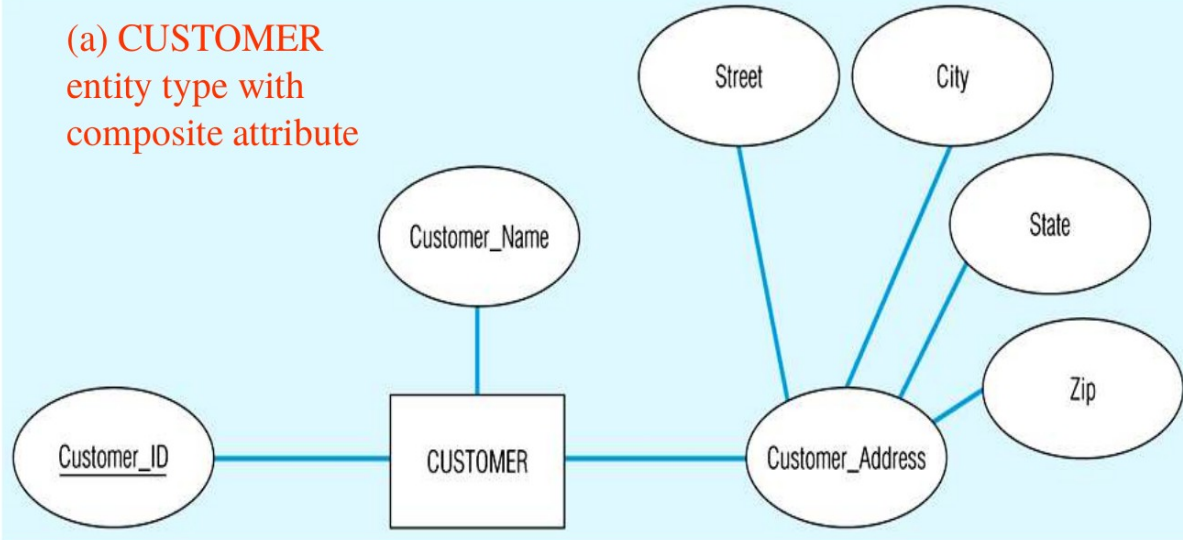 (a) CUSTOMER
entity type with
composite attribute
Street
City
Customer_Name
State
Zip
Customer_ID
CUSTOMER
Customer_Address